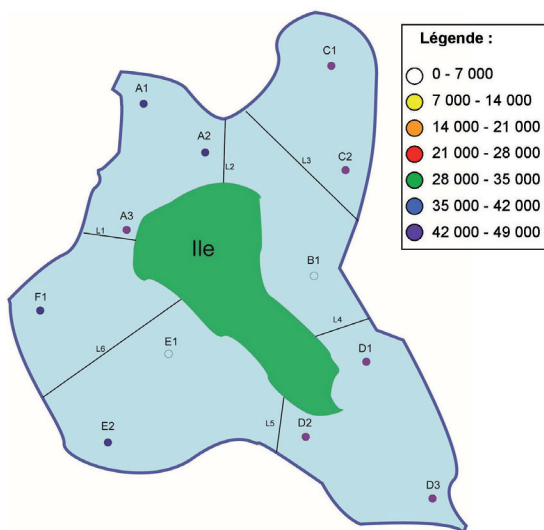 C1
A1
A2
L2
L3
C2
A3
L1
Ile
B1
F1
L4
E1
L6
D1
E2
L5
D2
D3
Légende :
0 - 7 000
7 000 - 14 000
14 000 - 21 000
21 000 - 28 000
28 000 - 35 000
35 000 - 42 000
42 000 - 49 000